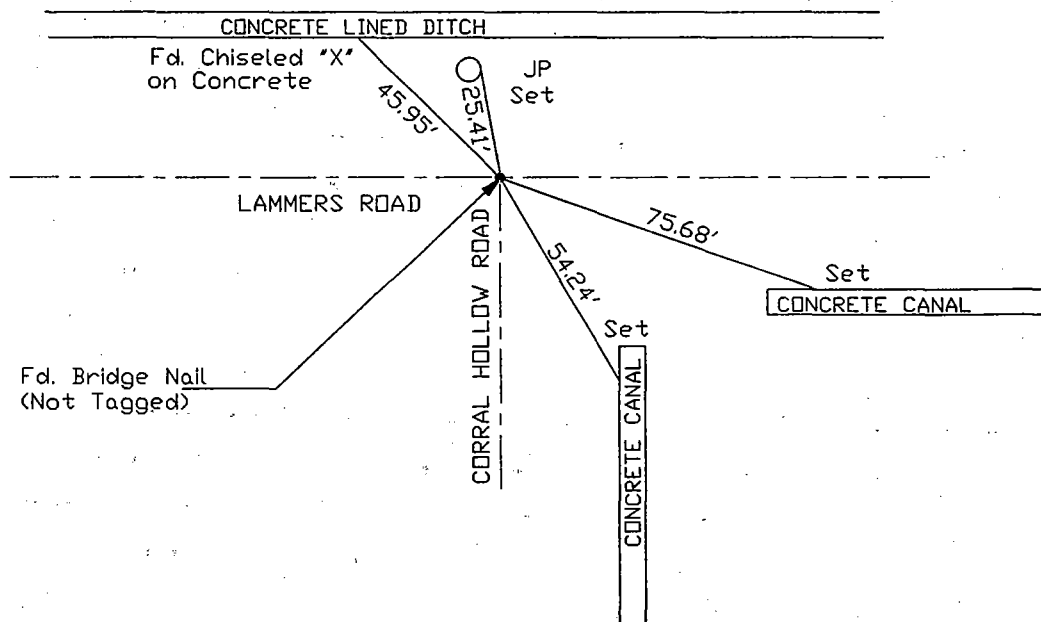 CONCRETE LINED DITCH
Fd. Chiseled "X"
on Concrete
JP
Set
45.95'
25.41'
LAMMERS ROAD
CORRAL HOLLOW ROAD
75.68'
54.24'
Set
CONCRETE CANAL
Set
CONCRETE CANAL
Fd. Bridge Nail
(Not Tagged)